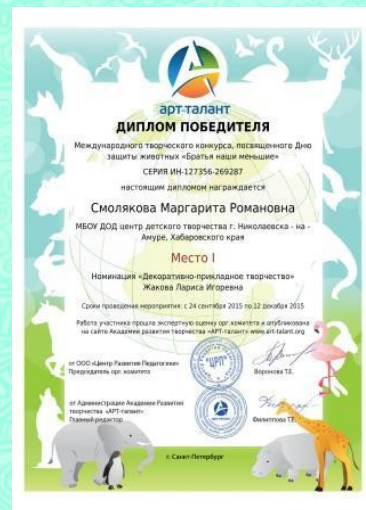 арт-талант
ДИПЛОМ ПОБЕДИТЕЛЯ
Международного творческого конкурса, посвященного Дню
защиты животных «Братья наши меньшие»
СЕРИЯ ИН-127356-269287
настоящим дипломом награждается
Смолякова Маргарита Романовна
МБОУ ДОД центр детского творчества г. Николаевска - на -
Амуре, Хабаровского края
Место I
Номинация «Декоративно-прикладное творчество»
Жакова Лариса Игоревна
Сроки проведения мероприятия: с 24 сентября 2015 по 12 декабря 2015
Работа участника прошла экспертную оценку орг. комитета и опубликована
на сайте Академии развития творчества «АРТ-талант» www.art-talant.org
от ООО «Центр Развития Педагогики»
Председатель орг. комитета
"ЦРП"
Воронова Т.Е.
от Администрации Академии Развития
творчества «АРТ-талант»
Главный редактор
Филиппова Т.Г.
г. Санкт-Петербург